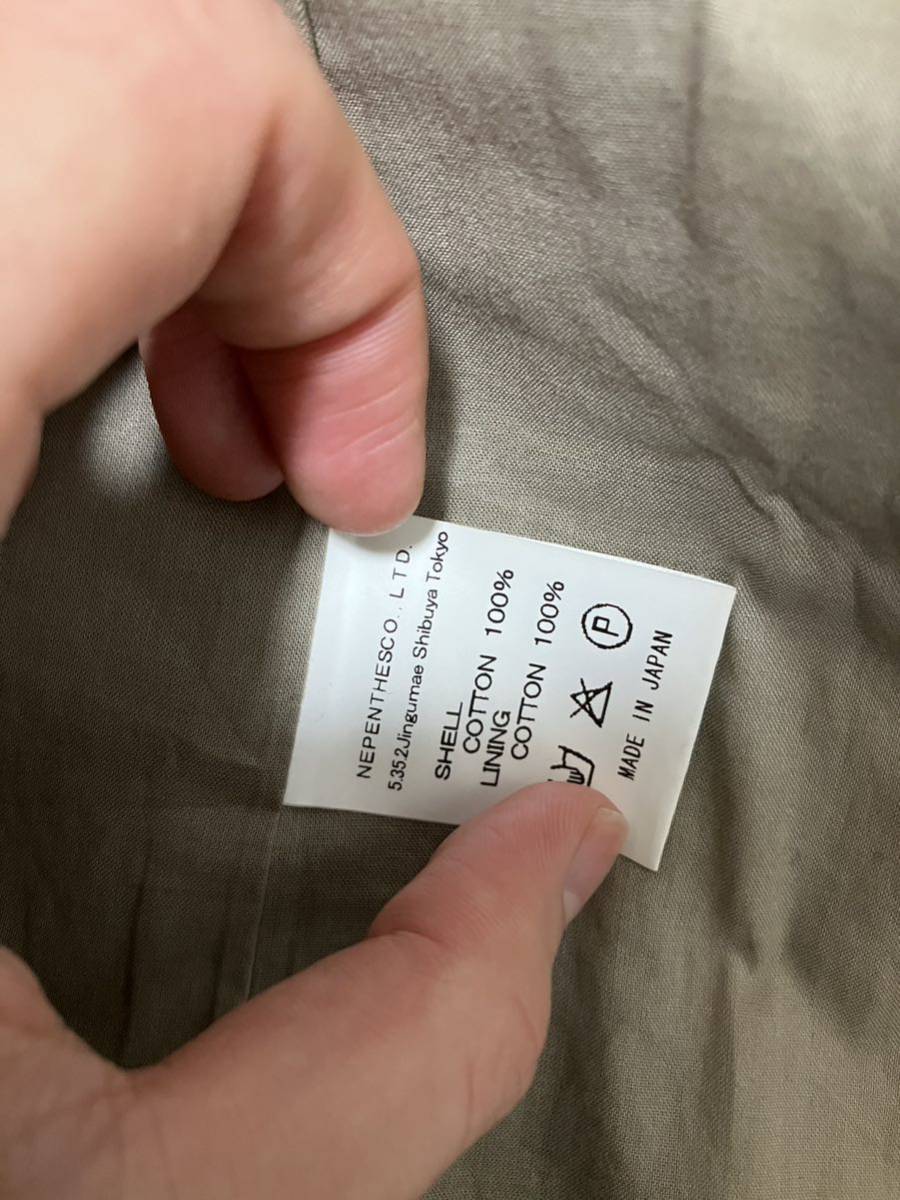 NEPENTHESCO.,LTD.
5.35.2Jingumae Shibuya Tokyo
SHELL
COTTON 100%
LINING
COTTON 100%
P
MADE IN JAPAN